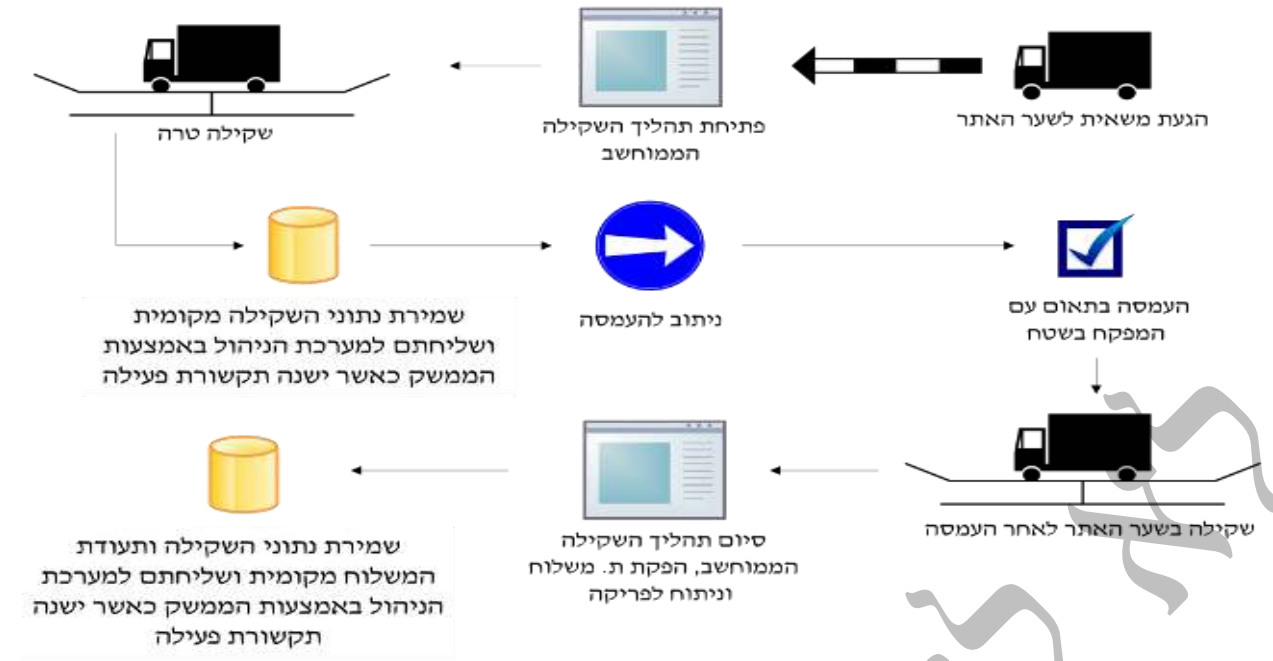 הגעת משאית לשער האתר
פתיחת תהליך השקילה
הממוחשב
שקילה טרה
שמירת נתוני השקילה מקומית
ושליחתם למערכת הניהול באמצעות
הממשק כאשר ישנה תקשורת פעילה
ניתוב להעמסה
העמסה בתאום עם
המפקח בשטח
שקילה בשער האתר לאחר העמסה
סיום תהליך השקילה
הממוחשב, הפקת ת. משלוח
וניתוח לפריקה
שמירת נתוני השקילה ותעודת
המשלוח מקומית ושליחתם למערכת
הניהול באמצעות הממשק כאשר ישנה
תקשורת פעילה